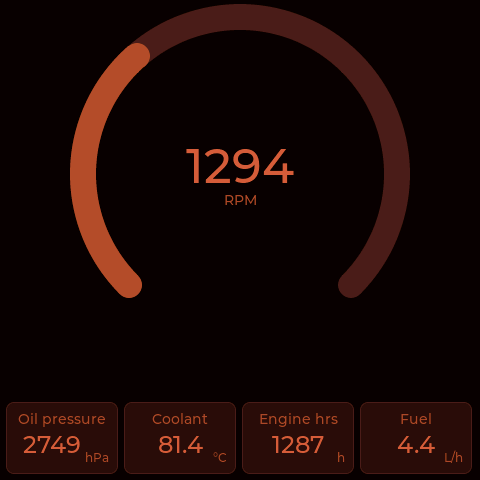 1294
RPM
Oil pressure
2749 hPa
Coolant
81.4 °C
Engine hrs
1287 h
Fuel
4.4 L/h